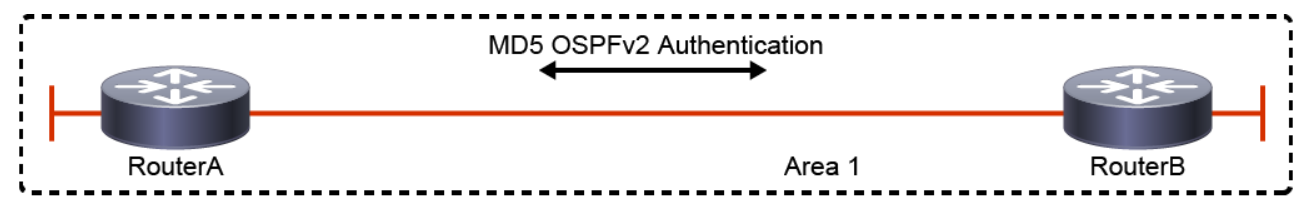 MD5 OSPFv2 Authentication
RouterA
Area 1
RouterB